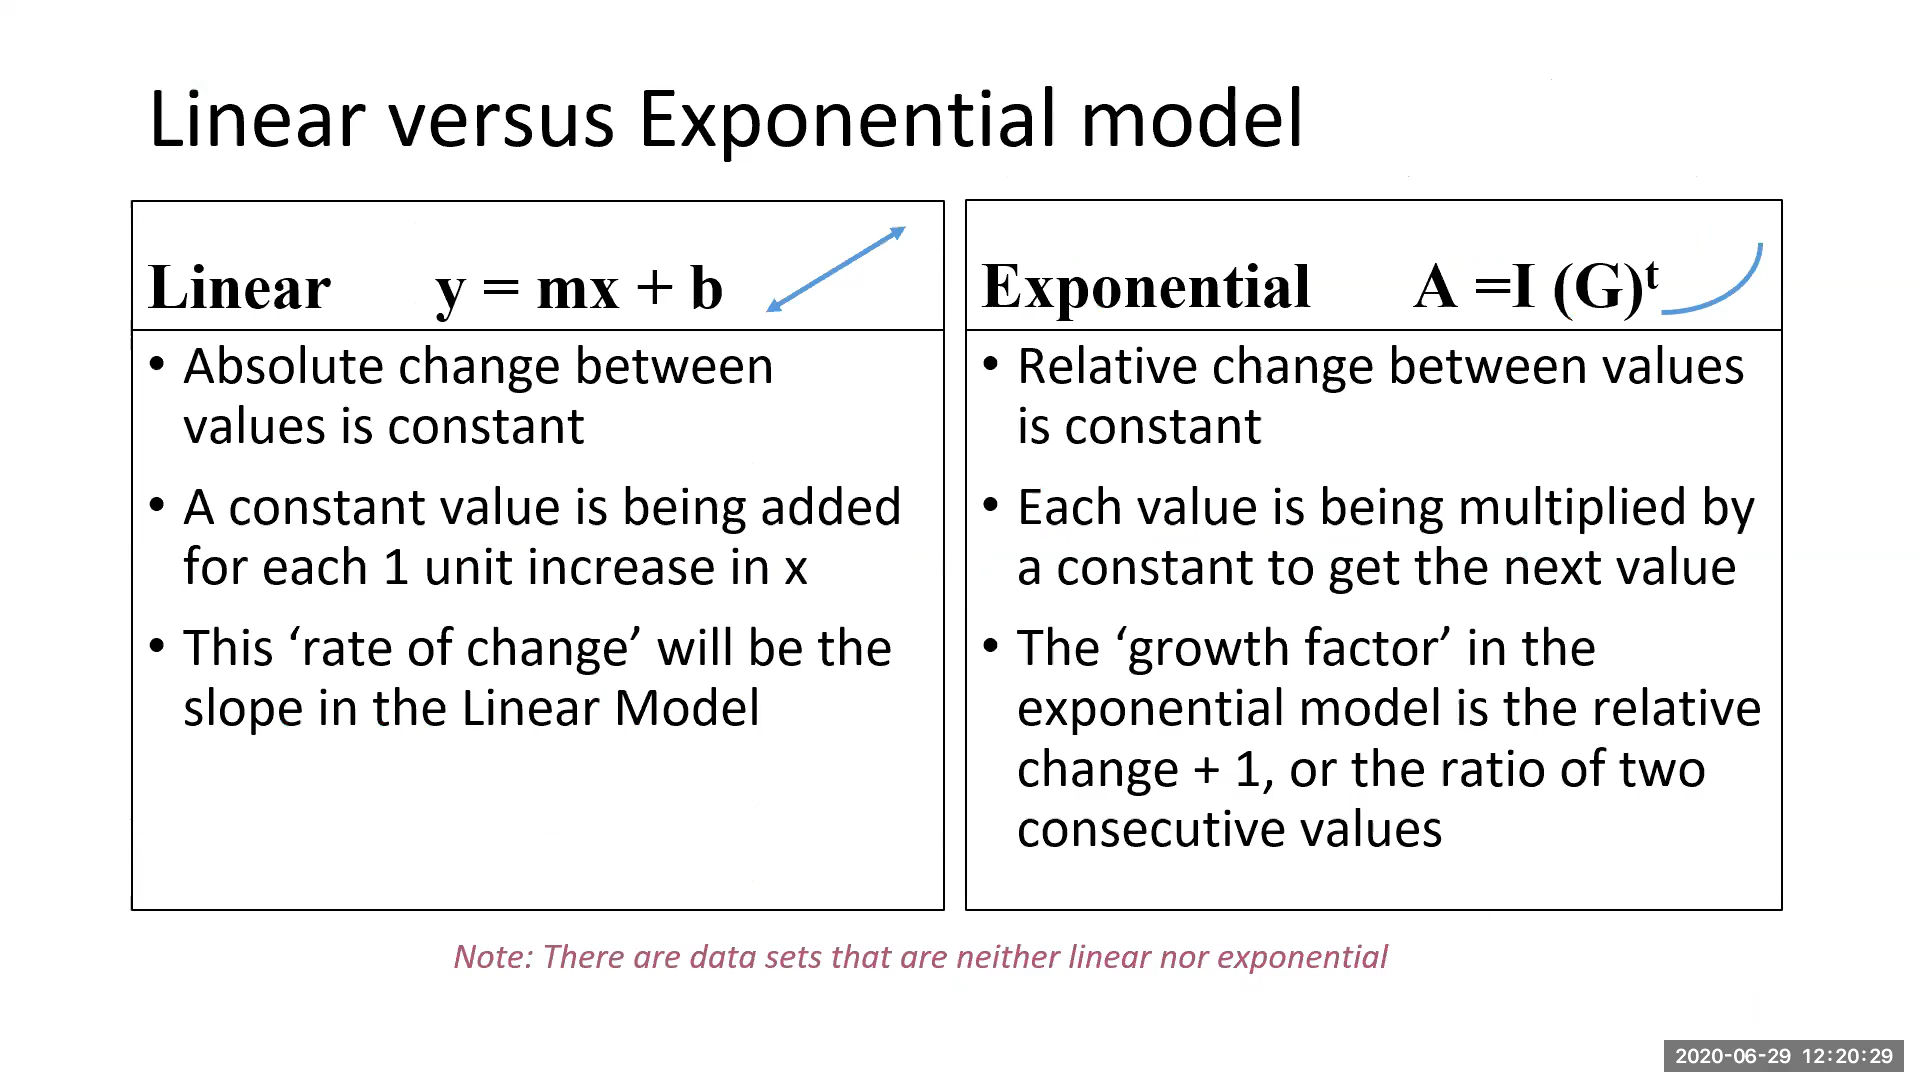 Linear versus Exponential model
Linear y = mx + b
• Absolute change between
values is constant
• A constant value is being added
for each 1 unit increase in x
• This ‘rate of change’ will be the
slope in the Linear Model
Exponential A =I (G)ᵗ
• Relative change between values
is constant
• Each value is being multiplied by
a constant to get the next value
• The ‘growth factor’ in the
exponential model is the relative
change + 1, or the ratio of two
consecutive values
Note: There are data sets that are neither linear nor exponential
2020-06-29 12:20:29